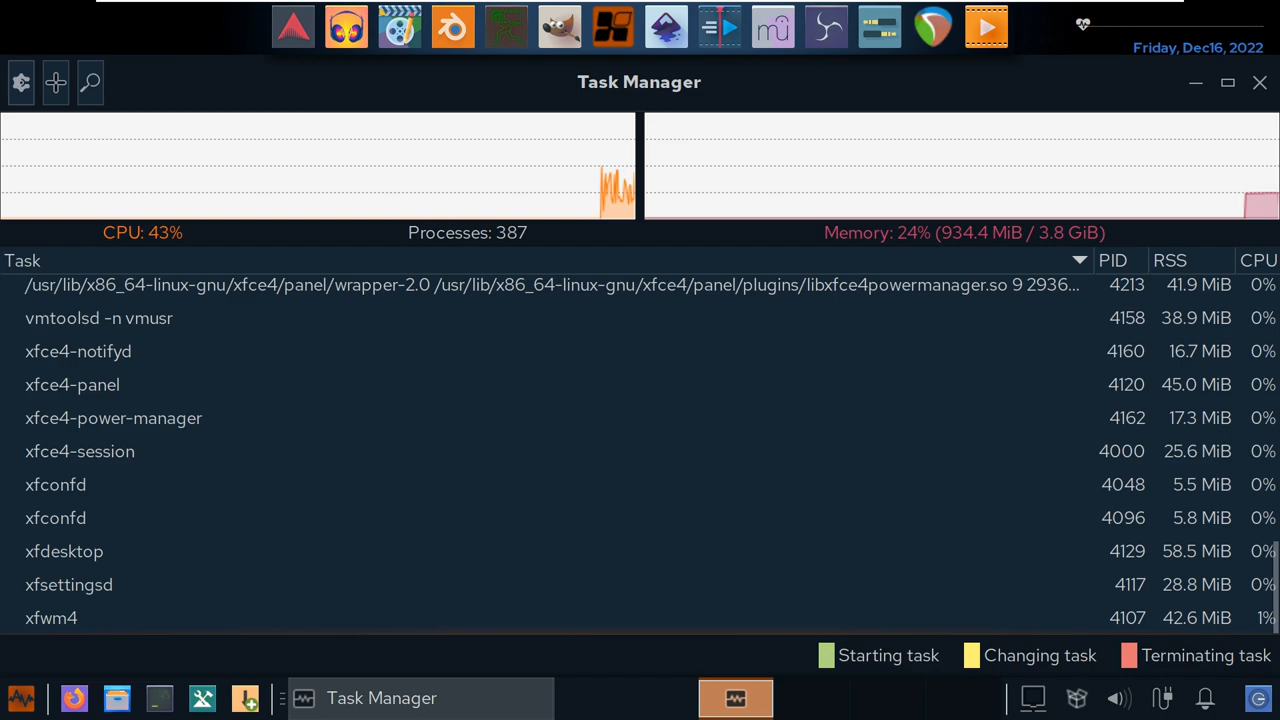 Friday, Dec16, 2022
Task Manager
CPU: 43%
Processes: 387
Memory: 24% (934.4 MiB / 3.8 GiB)
Task PID RSS CPU
/usr/lib/x86_64-linux-gnu/xfce4/panel/wrapper-2.0 /usr/lib/x86_64-linux-gnu/xfce4/panel/plugins/libxfce4powermanager.so 9 2936... 4213 41.9 MiB 0%
vmtoolsd -n vmusr 4158 38.9 MiB 0%
xfce4-notifyd 4160 16.7 MiB 0%
xfce4-panel 4120 45.0 MiB 0%
xfce4-power-manager 4162 17.3 MiB 0%
xfce4-session 4000 25.6 MiB 0%
xfconfd 4048 5.5 MiB 0%
xfconfd 4096 5.8 MiB 0%
xfdesktop 4129 58.5 MiB 0%
xfsettingsd 4117 28.8 MiB 0%
xfwm4 4107 42.6 MiB 1%
Starting task Changing task Terminating task
Task Manager